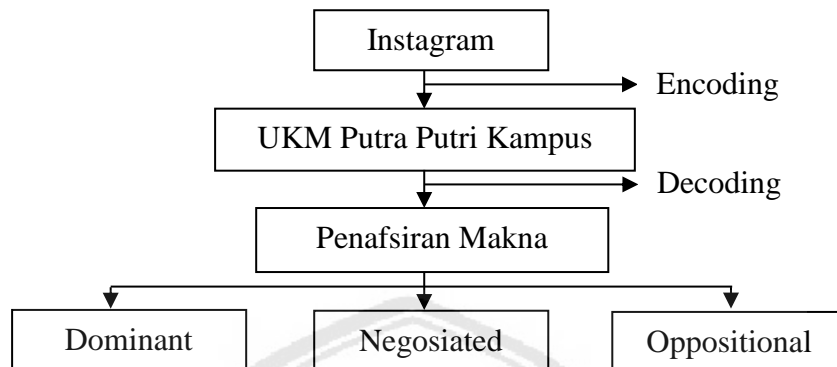 Instagram
Encoding
UKM Putra Putri Kampus
Decoding
Penafsiran Makna
Dominant
Negosiated
Oppositional